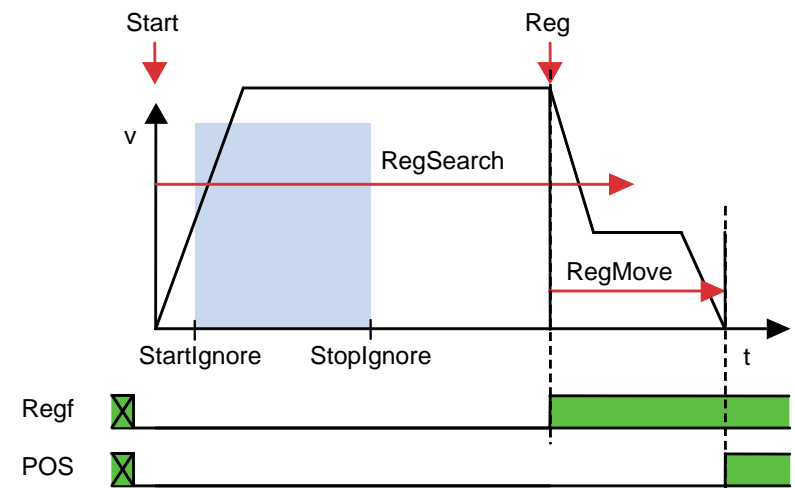 Start Reg
v
RegSearch
RegMove
StartIgnore StopIgnore t
Regf
POS